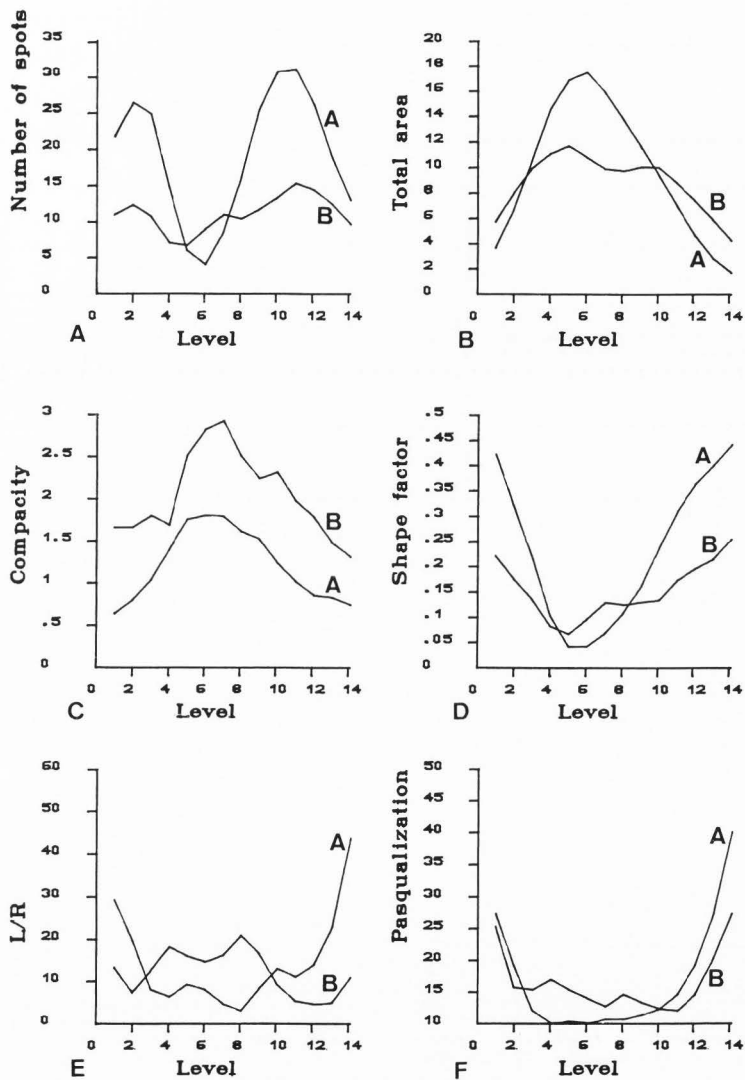 Number of spots
35
30
25
20
15
10
5
0
0 2 4 6 8 10 12 14
Level
A
B
A
Total area
20
18
16
14
12
10
8
6
4
2
0
0 2 4 6 8 10 12 14
Level
B
A
B
Compacity
3
2.5
2
1.5
1
.5
0
0 2 4 6 8 10 12 14
Level
B
A
C
Shape factor
.5
.45
.4
.35
.3
.25
.2
.15
.1
.05
0
0 2 4 6 8 10 12 14
Level
A
B
D
L/R
60
50
40
30
20
10
0
0 2 4 6 8 10 12 14
Level
A
B
E
Pasqualization
50
45
40
35
30
25
20
15
10
0 2 4 6 8 10 12 14
Level
A
B
F